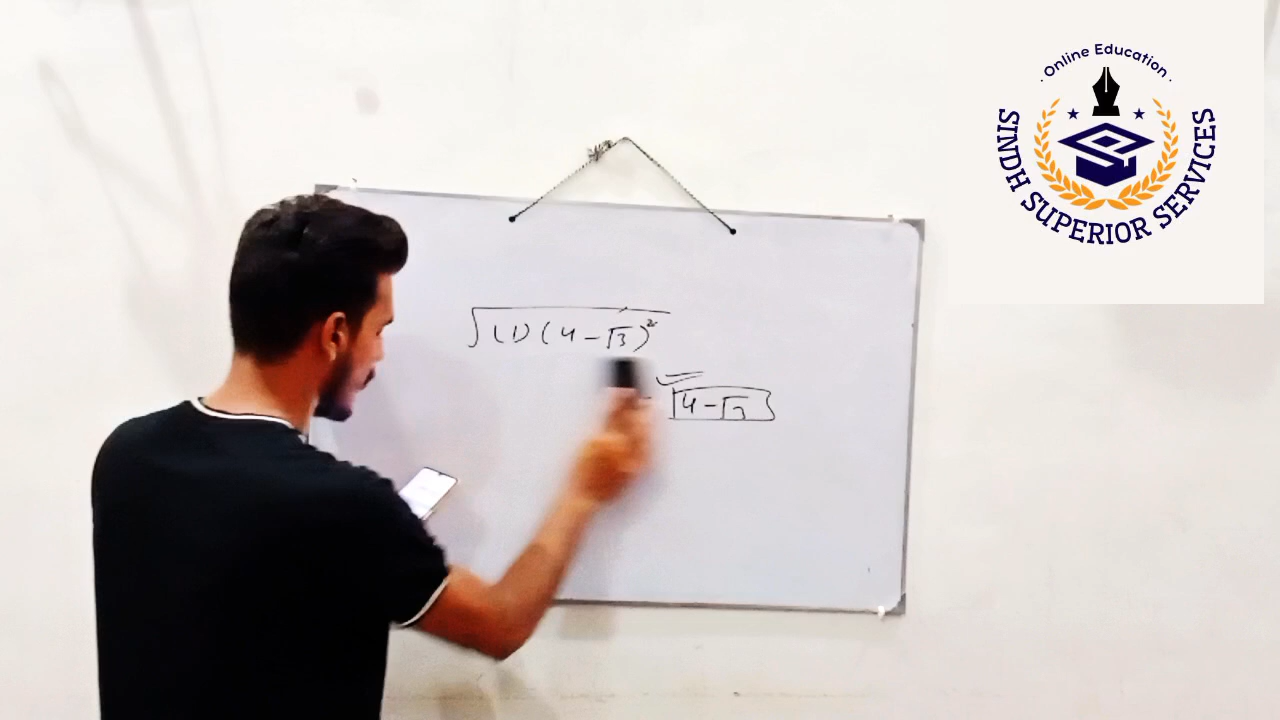 · Online Education ·
SINDH SUPERIOR SERVICES
√(1)(4-√3)²
√4-√3